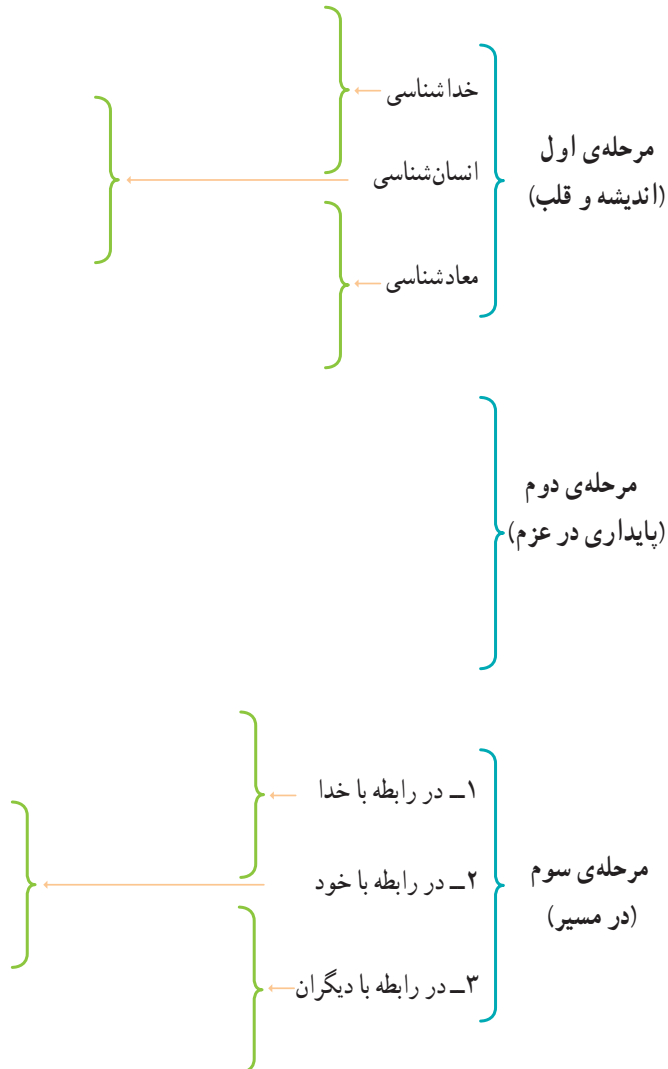 مرحله‌ی اول
(اندیشه و قلب)
خداشناسی
انسان‌شناسی
معادشناسی
مرحله‌ی دوم
(پایداری در عزم)
مرحله‌ی سوم
(در مسیر)
۱ــ در رابطه با خدا
۲ــ در رابطه با خود
۳ــ در رابطه با دیگران